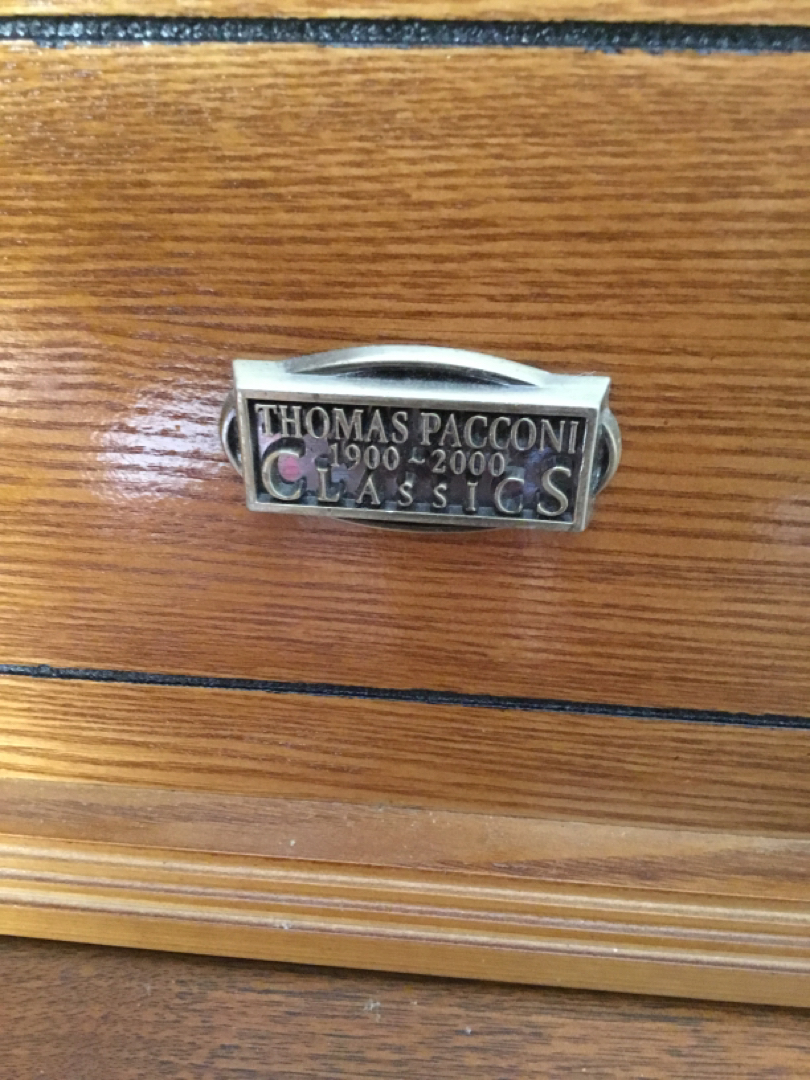 THOMAS PACCONI
1900 ~ 2000
CLASSICS